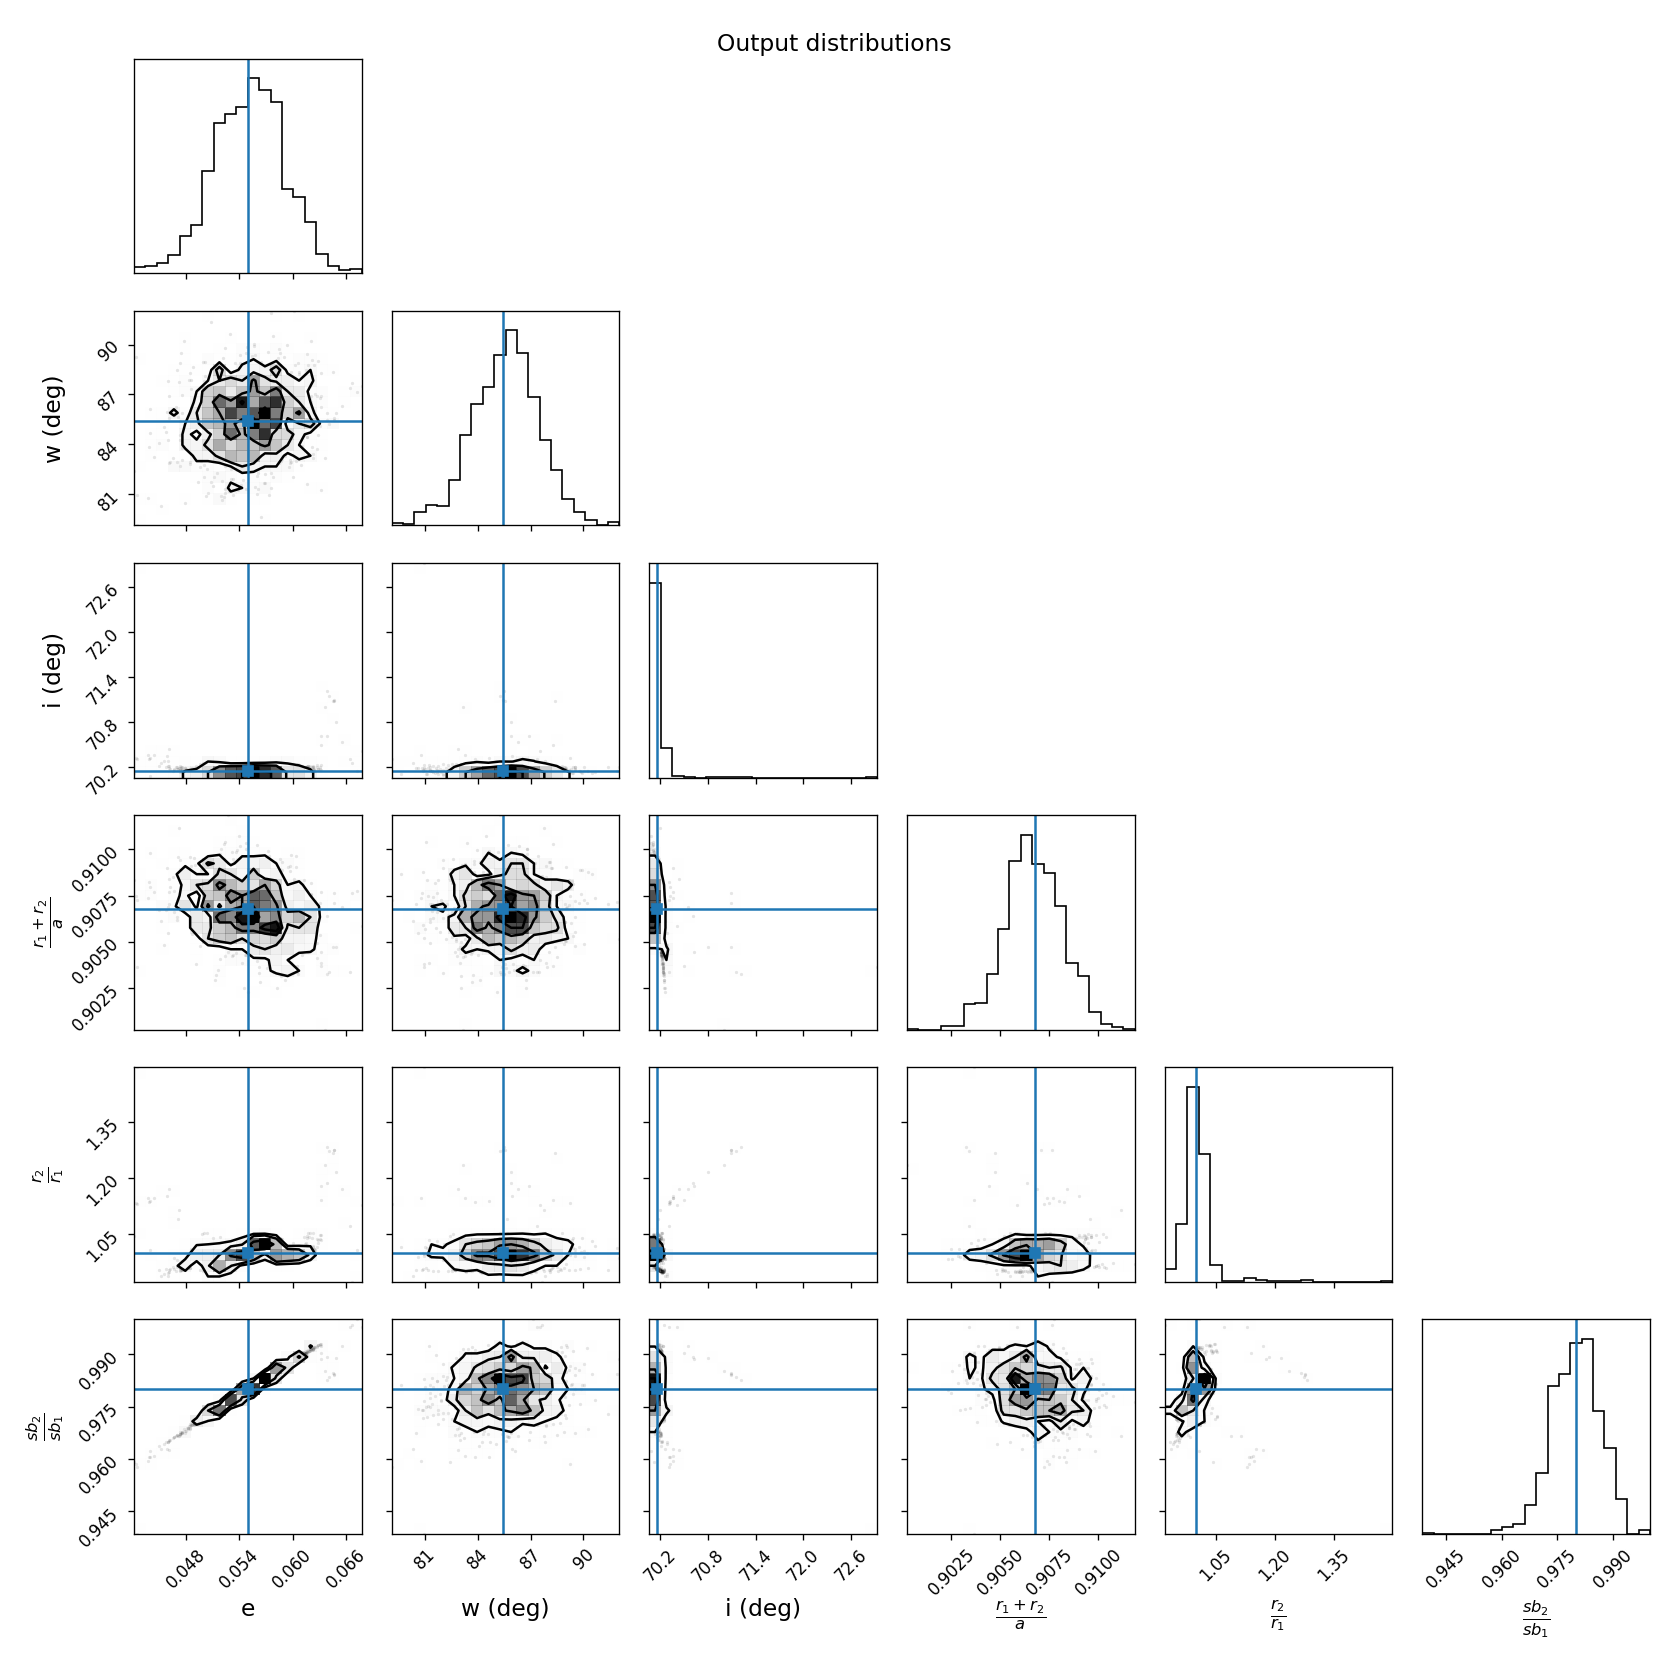 Output distributions
w (deg)
90
87
84
81
i (deg)
72.6
72.0
71.4
70.8
70.2
r₁ + r₂
a
0.9100
0.9075
0.9050
0.9025
r₂
r₁
1.35
1.20
1.05
sb₂
sb₁
0.990
0.975
0.960
0.945
0.048 0.054 0.060 0.066 81 84 87 90 70.2 70.8 71.4 72.0 72.6 0.9025 0.9050 0.9075 0.9100 1.05 1.20 1.35 0.945 0.960 0.975 0.990
e w (deg) i (deg) r₁ + r₂ r₂ sb₂
a r₁ sb₁